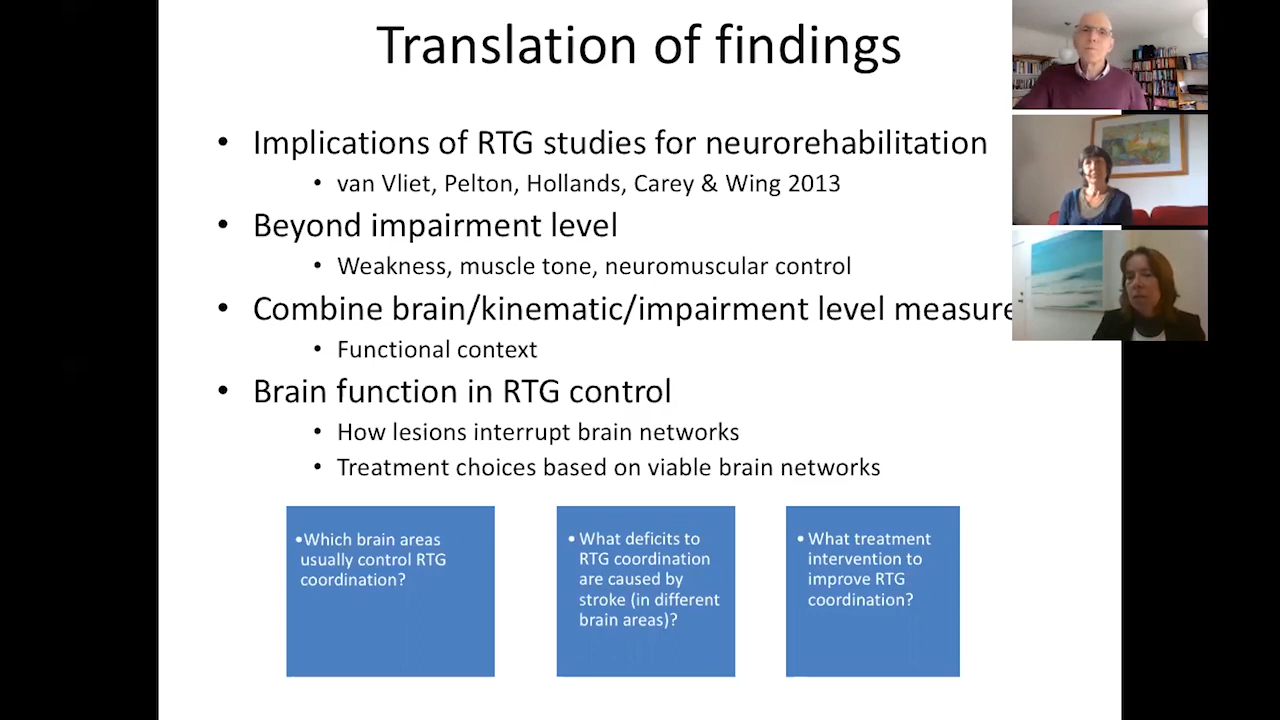 Translation of findings
• Implications of RTG studies for neurorehabilitation
• van Vliet, Pelton, Hollands, Carey & Wing 2013
• Beyond impairment level
• Weakness, muscle tone, neuromuscular control
• Combine brain/kinematic/impairment level measure
• Functional context
• Brain function in RTG control
• How lesions interrupt brain networks
• Treatment choices based on viable brain networks
•Which brain areas
usually control RTG
coordination?
• What deficits to
RTG coordination
are caused by
stroke (in different
brain areas)?
• What treatment
intervention to
improve RTG
coordination?